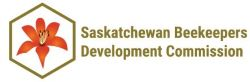 Saskatchewan Beekeepers
Development Commission